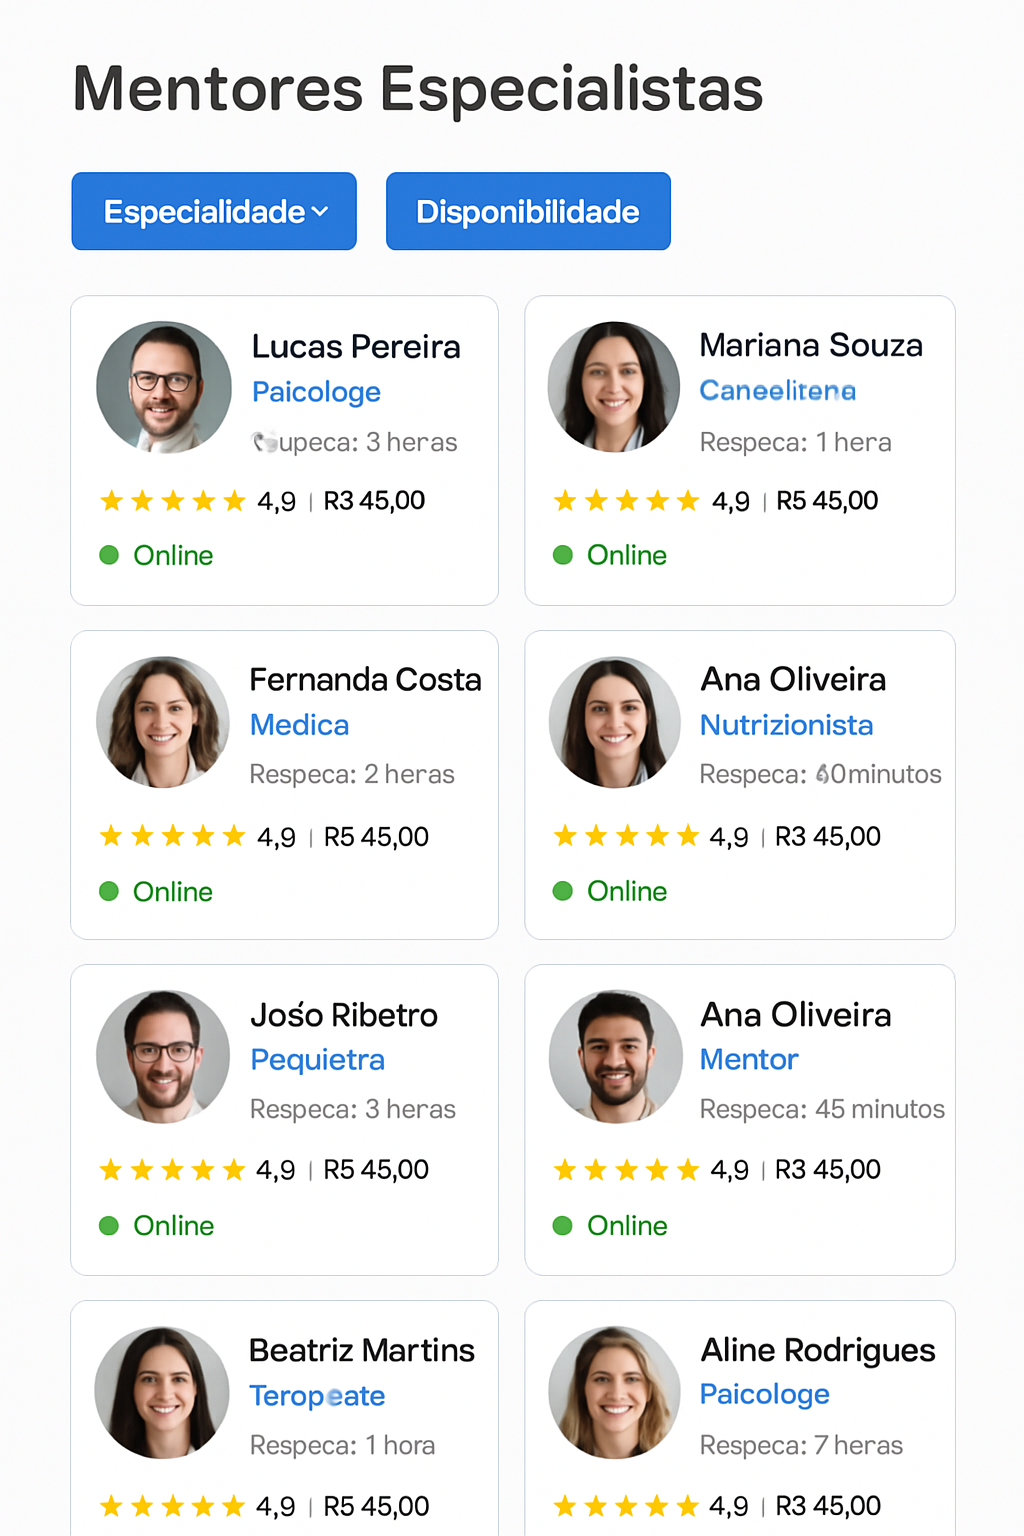 Mentores Especialistas
Especialidade
Disponibilidade
Lucas Pereira
Paicologe
3 heras
4,9 | R3 45,00
Online
Mariana Souza
Caneelitena
Respeca: 1 hera
4,9 | R5 45,00
Online
Fernanda Costa
Medica
Respeca: 2 heras
4,9 | R5 45,00
Online
Ana Oliveira
Nutrizionista
Respeca:
4,9 | R3 45,00
Online
Jośo Ribetro
Pequietra
Respeca: 3 heras
4,9 | R5 45,00
Online
Ana Oliveira
Mentor
Respeca: 45 minutos
4,9 | R3 45,00
Online
Beatriz Martins
Teropeate
Respeca: 1 hora
4,9 | R5 45,00
Aline Rodrigues
Paicologe
Respeca: 7 heras
4,9 | R3 45,00